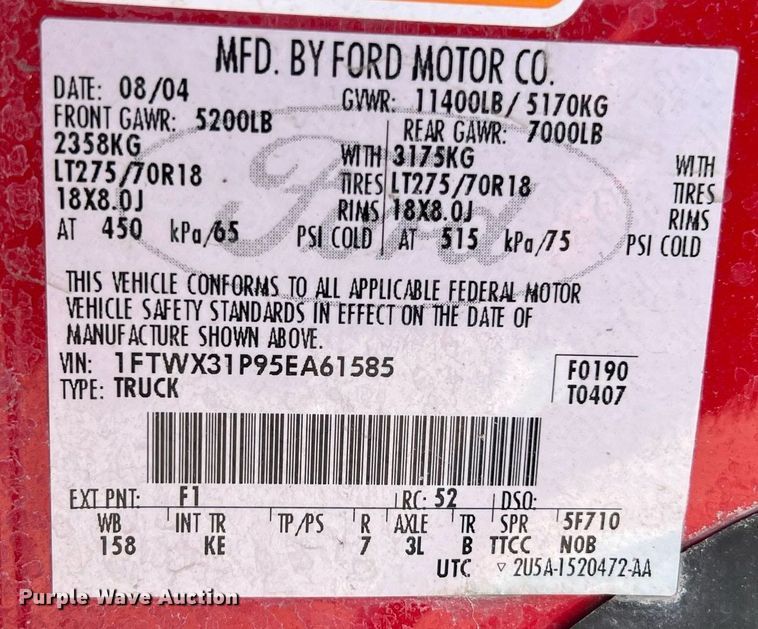 MFD. BY FORD MOTOR CO.
DATE: 08/04 GVWR: 11400LB/ 5170KG
FRONT GAWR: 5200LB REAR GAWR: 7000LB
2358KG WITH 3175KG WITH
LT275/70R18 TIRES LT275/70R18 TIRES
18X8.0J RIMS 18X8.0J RIMS
AT 450 kPa/65 PSI COLD AT 515 kPa/75 PSI COLD
Ford
THIS VEHICLE CONFORMS TO ALL APPLICABLE FEDERAL MOTOR
VEHICLE SAFETY STANDARDS IN EFFECT ON THE DATE OF
MANUFACTURE SHOWN ABOVE.
VIN: 1FTWX31P95EA61585 F0190
TYPE: TRUCK T0407
EXT PNT: F1 RC: 52 DSO:
WB INT TR TP/PS R AXLE TR SPR 5F710
158 KE 7 3L B TTCC N0B
UTC 2U5A-1520472-AA
Purple Wave Auction